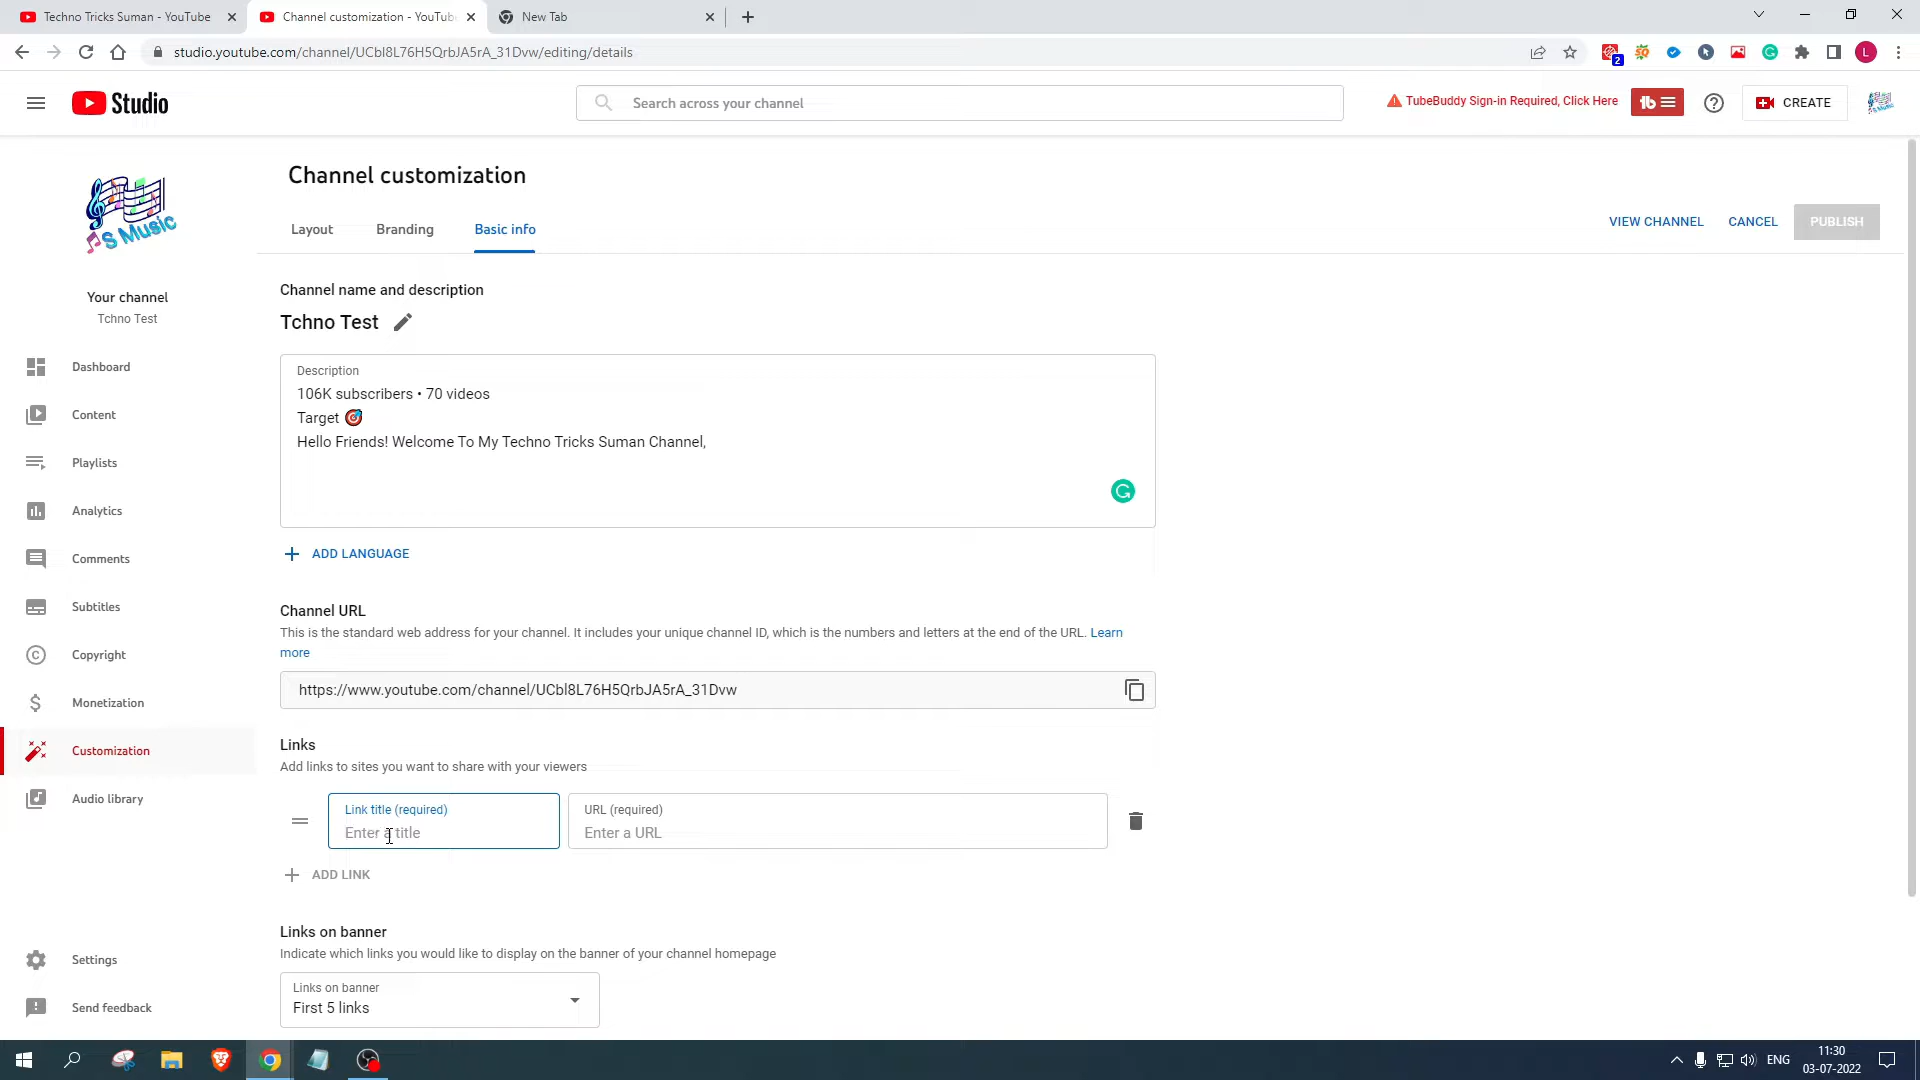 Techno Tricks Suman - YouTube
Channel customization - YouTube
New Tab
studio.youtube.com/channel/UCbl8L76H5QrbJA5rA_31Dvw/editing/details
2
L
Studio
Search across your channel
TubeBuddy Sign-in Required, Click Here
tb
CREATE
S Music
Channel customization
Layout
Branding
Basic info
VIEW CHANNEL
CANCEL
PUBLISH
Your channel
Tchno Test
Channel name and description
Tchno Test
Description
106K subscribers • 70 videos
Target 🎯
Hello Friends! Welcome To My Techno Tricks Suman Channel,
ADD LANGUAGE
Dashboard
Content
Playlists
Analytics
Comments
Subtitles
Copyright
Monetization
Customization
Audio library
Settings
Send feedback
Channel URL
This is the standard web address for your channel. It includes your unique channel ID, which is the numbers and letters at the end of the URL. Learn
more
https://www.youtube.com/channel/UCbl8L76H5QrbJA5rA_31Dvw
Links
Add links to sites you want to share with your viewers
Link title (required)
Enter a title
URL (required)
Enter a URL
ADD LINK
Links on banner
Indicate which links you would like to display on the banner of your channel homepage
Links on banner
First 5 links
ENG
11:30
03-07-2022